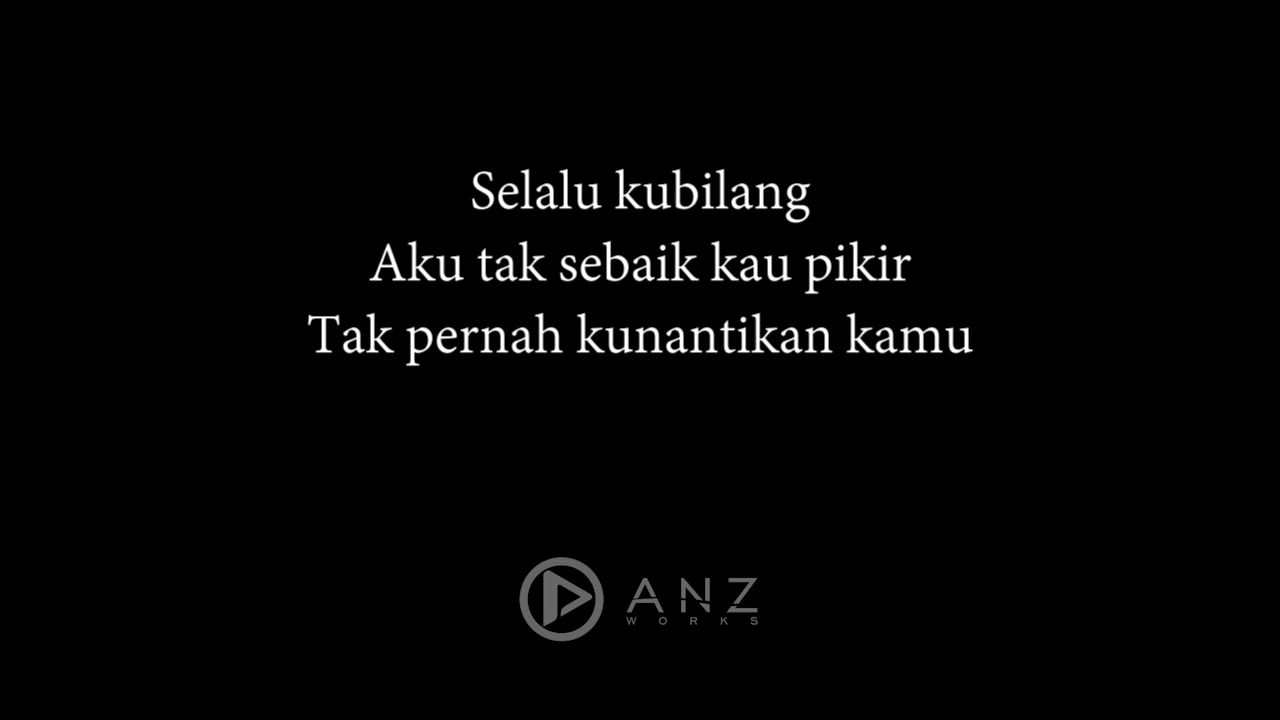 Selalu kubilang
Aku tak sebaik kau pikir
Tak pernah kunantikan kamu
ANZ
WORKS